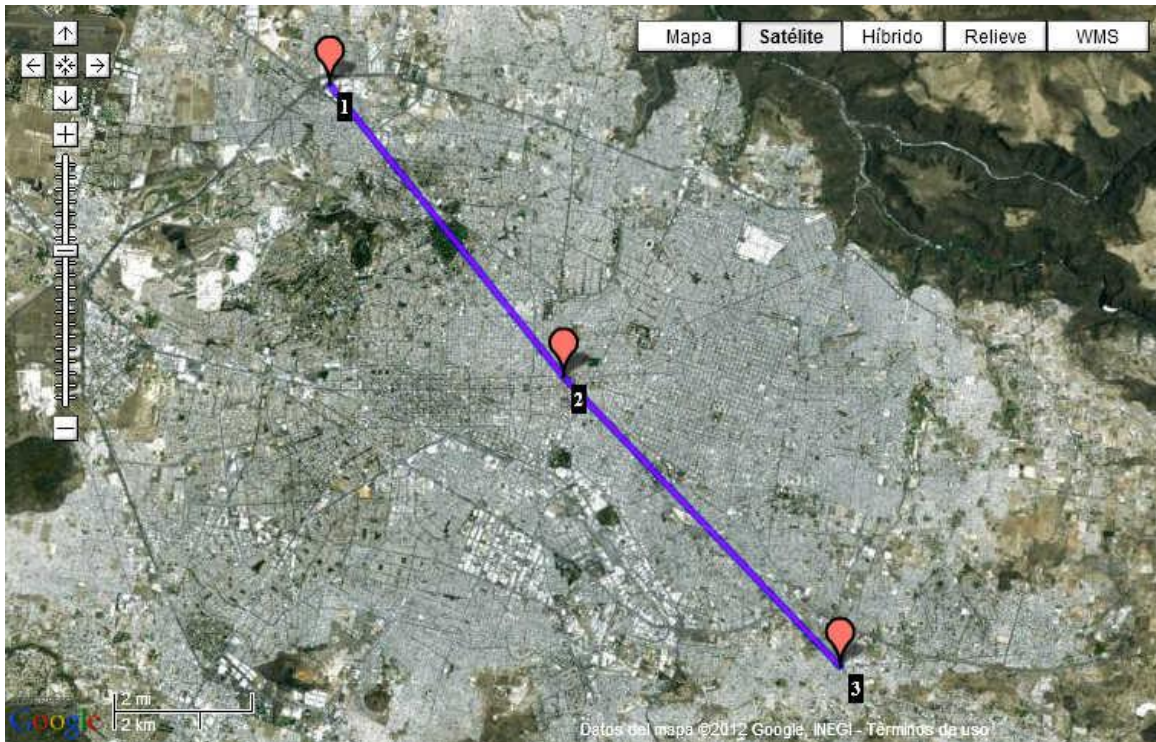 Mapa
Satélite
Híbrido
Relieve
WMS
1
2
3
2 mi
2 km
Google
Datos del mapa ©2012 Google, INEGI - Términos de uso